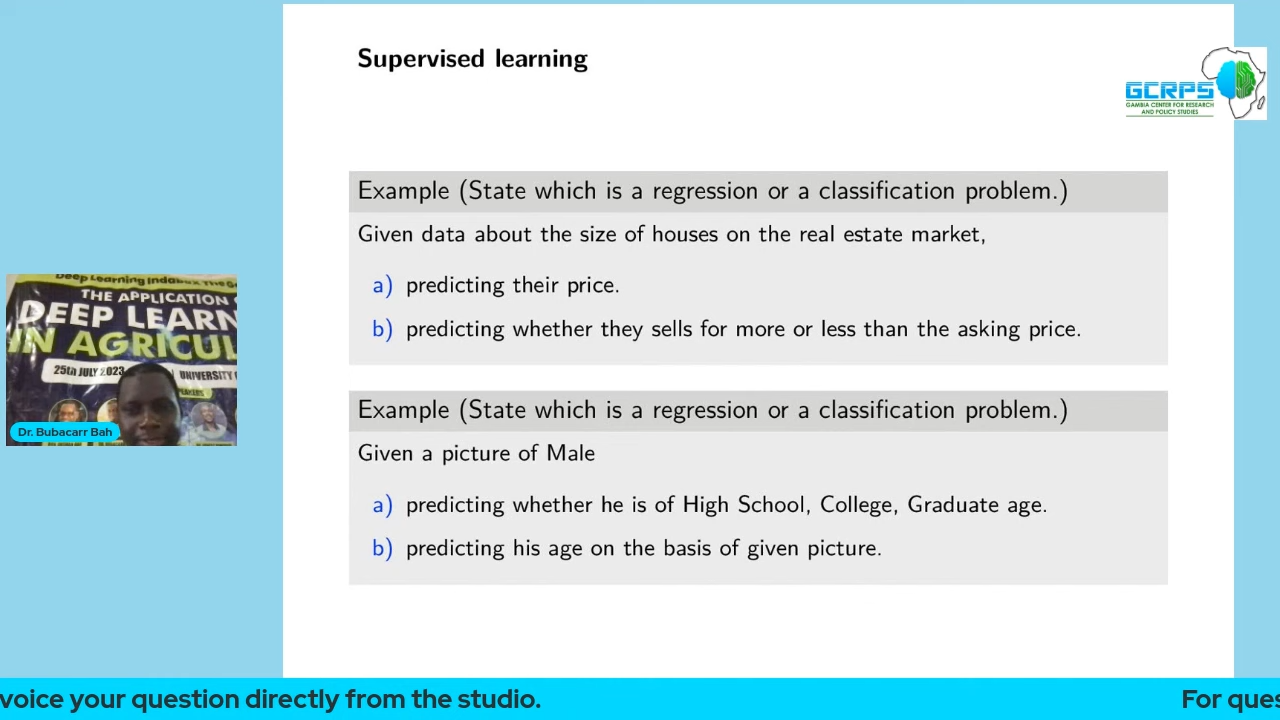 Supervised learning
GCRPS
GAMBIA CENTER FOR RESEARCH
AND POLICY STUDIES
Example (State which is a regression or a classification problem.)
Given data about the size of houses on the real estate market,
a) predicting their price.
b) predicting whether they sells for more or less than the asking price.
Example (State which is a regression or a classification problem.)
Given a picture of Male
a) predicting whether he is of High School, College, Graduate age.
b) predicting his age on the basis of given picture.
Deep Learning
THE APPLICATION
DEEP LEARN
IN AGRICUL
25th JULY 2023
UNIVERSITY
Dr. Bubacarr Bah
voice your question directly from the studio.
For ques